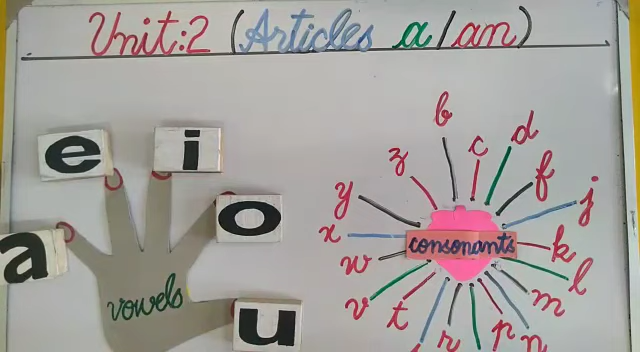 Unit:2 (Articles a/an)
e i
a o
vowels u
b
z c d
y f j
x consonants k
w l
v t r p n m